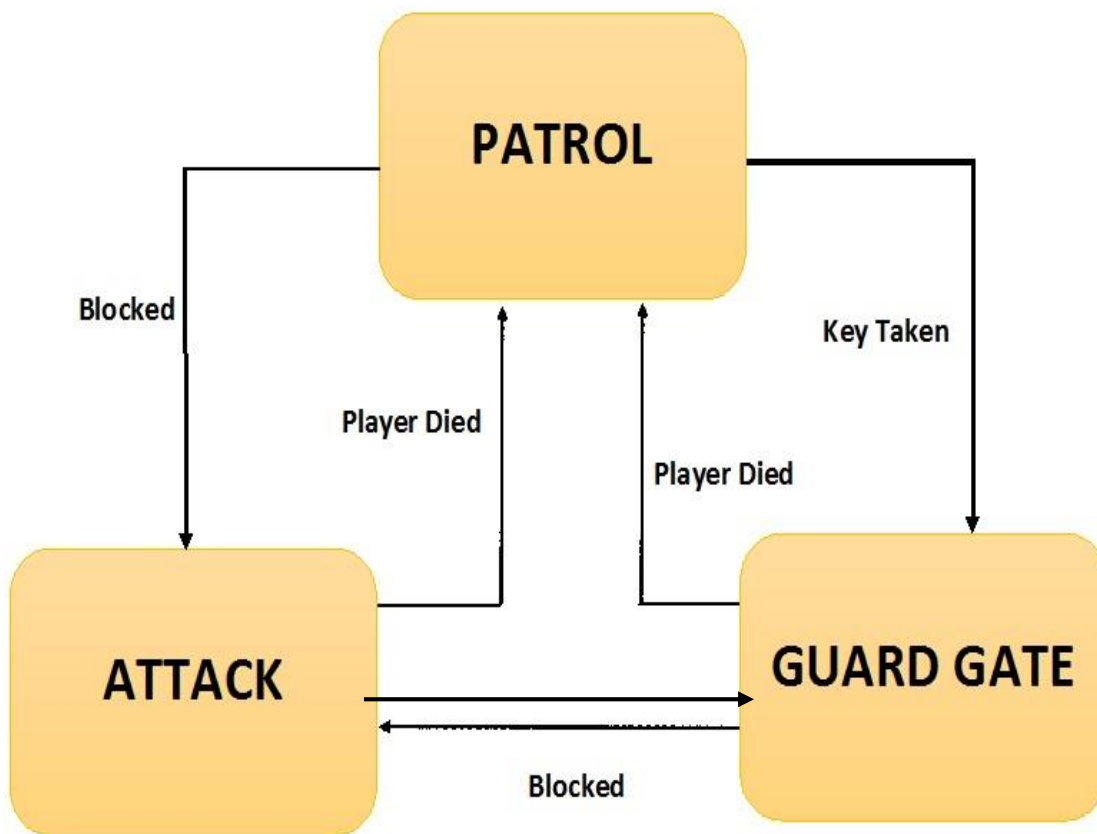 PATROL
Blocked
Key Taken
Player Died
Player Died
ATTACK
GUARD GATE
Blocked